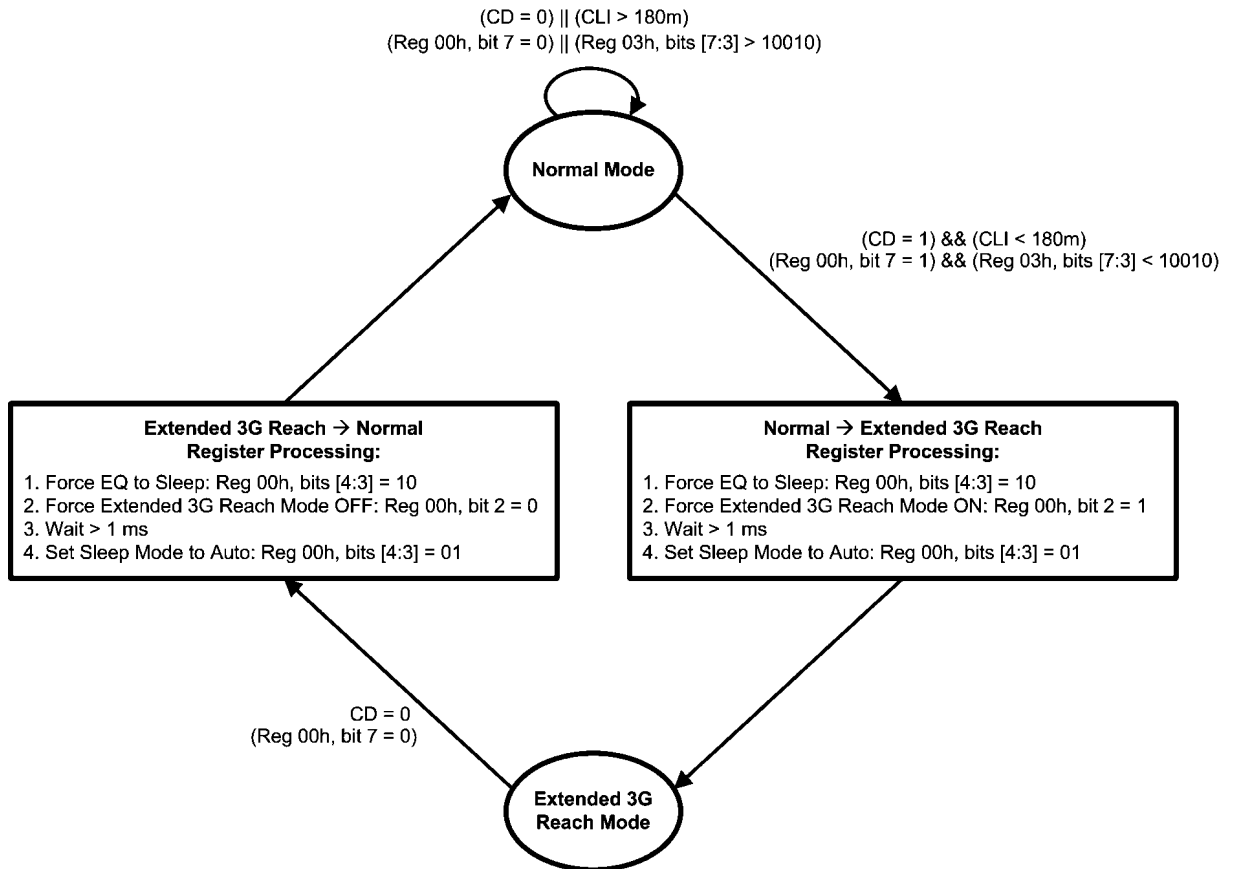 (CD = 0) || (CLI > 180m)
(Reg 00h, bit 7 = 0) || (Reg 03h, bits [7:3] > 10010)
Normal Mode
(CD = 1) && (CLI < 180m)
(Reg 00h, bit 7 = 1) && (Reg 03h, bits [7:3] < 10010)
Extended 3G Reach → Normal
Register Processing:
1. Force EQ to Sleep: Reg 00h, bits [4:3] = 10
2. Force Extended 3G Reach Mode OFF: Reg 00h, bit 2 = 0
3. Wait > 1 ms
4. Set Sleep Mode to Auto: Reg 00h, bits [4:3] = 01
Normal → Extended 3G Reach
Register Processing:
1. Force EQ to Sleep: Reg 00h, bits [4:3] = 10
2. Force Extended 3G Reach Mode ON: Reg 00h, bit 2 = 1
3. Wait > 1 ms
4. Set Sleep Mode to Auto: Reg 00h, bits [4:3] = 01
CD = 0
(Reg 00h, bit 7 = 0)
Extended 3G
Reach Mode